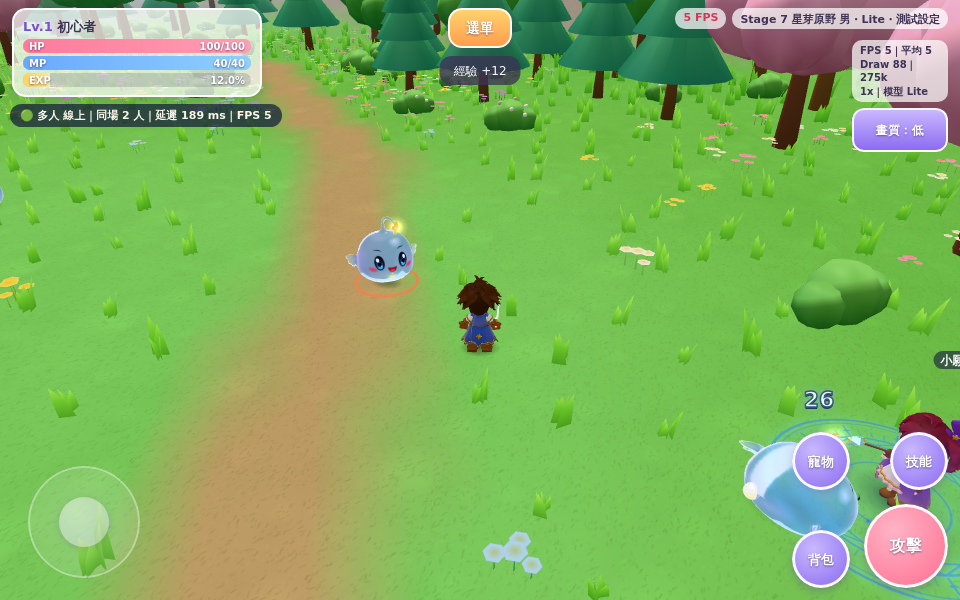 Lv.1 初心者
HP 100/100
MP 40/40
EXP 12.0%
🟢 多人 線上｜同場 2 人｜延遲 189 ms｜FPS 5
選單
經驗 +12
5 FPS
Stage 7 星芽原野 男・Lite・測試設定
FPS 5｜平均 5
Draw 88｜
275k
1x｜模型 Lite
畫質：低
26
寵物
技能
攻擊
背包